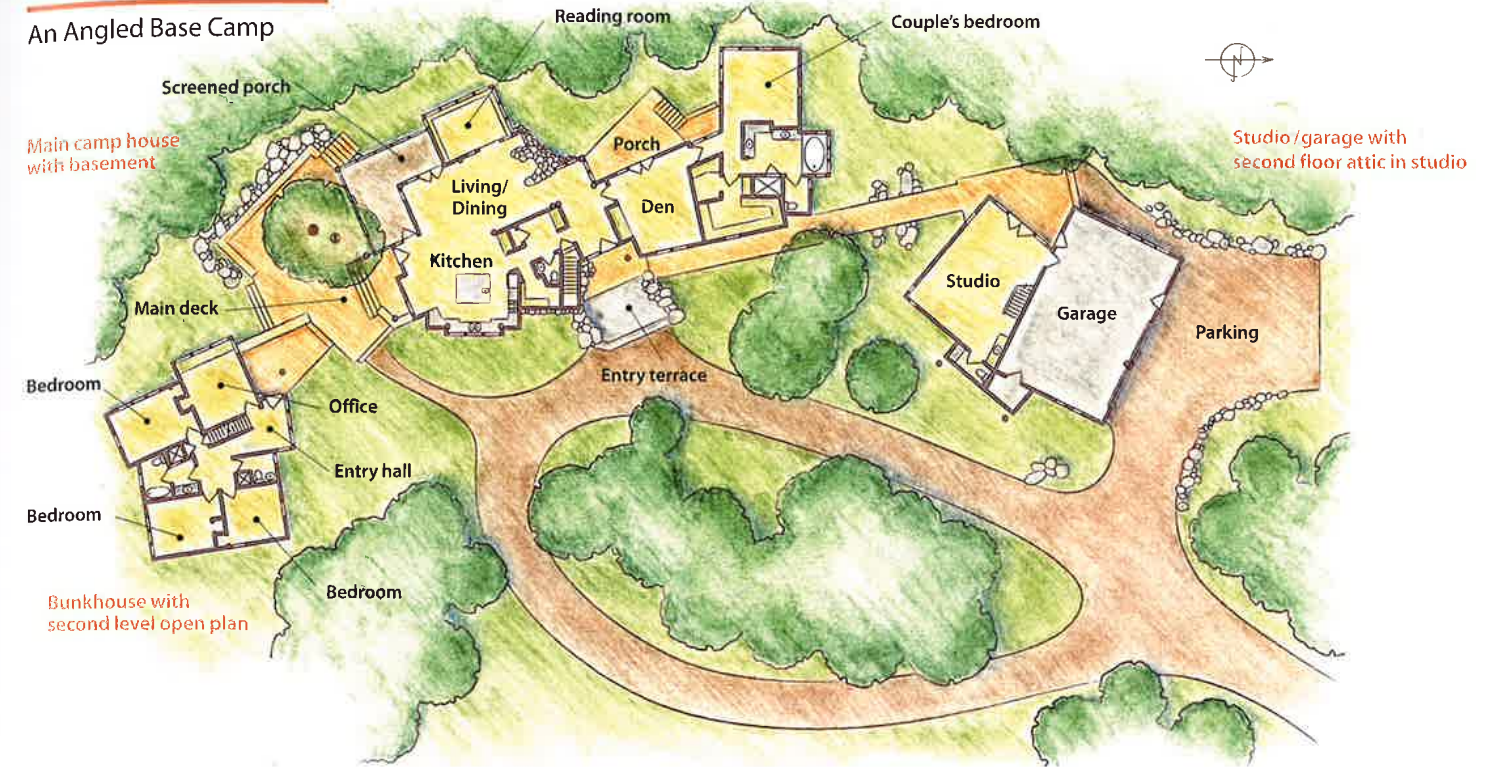 An Angled Base Camp
Reading room
Couple's bedroom
Screened porch
Main camp house
with basement
Porch
Studio/garage with
second floor attic in studio
Living/
Dining
Den
Kitchen
Studio
Main deck
Garage
Parking
Entry terrace
Bedroom
Office
Entry hall
Bedroom
Bedroom
Bunkhouse with
second level open plan
N